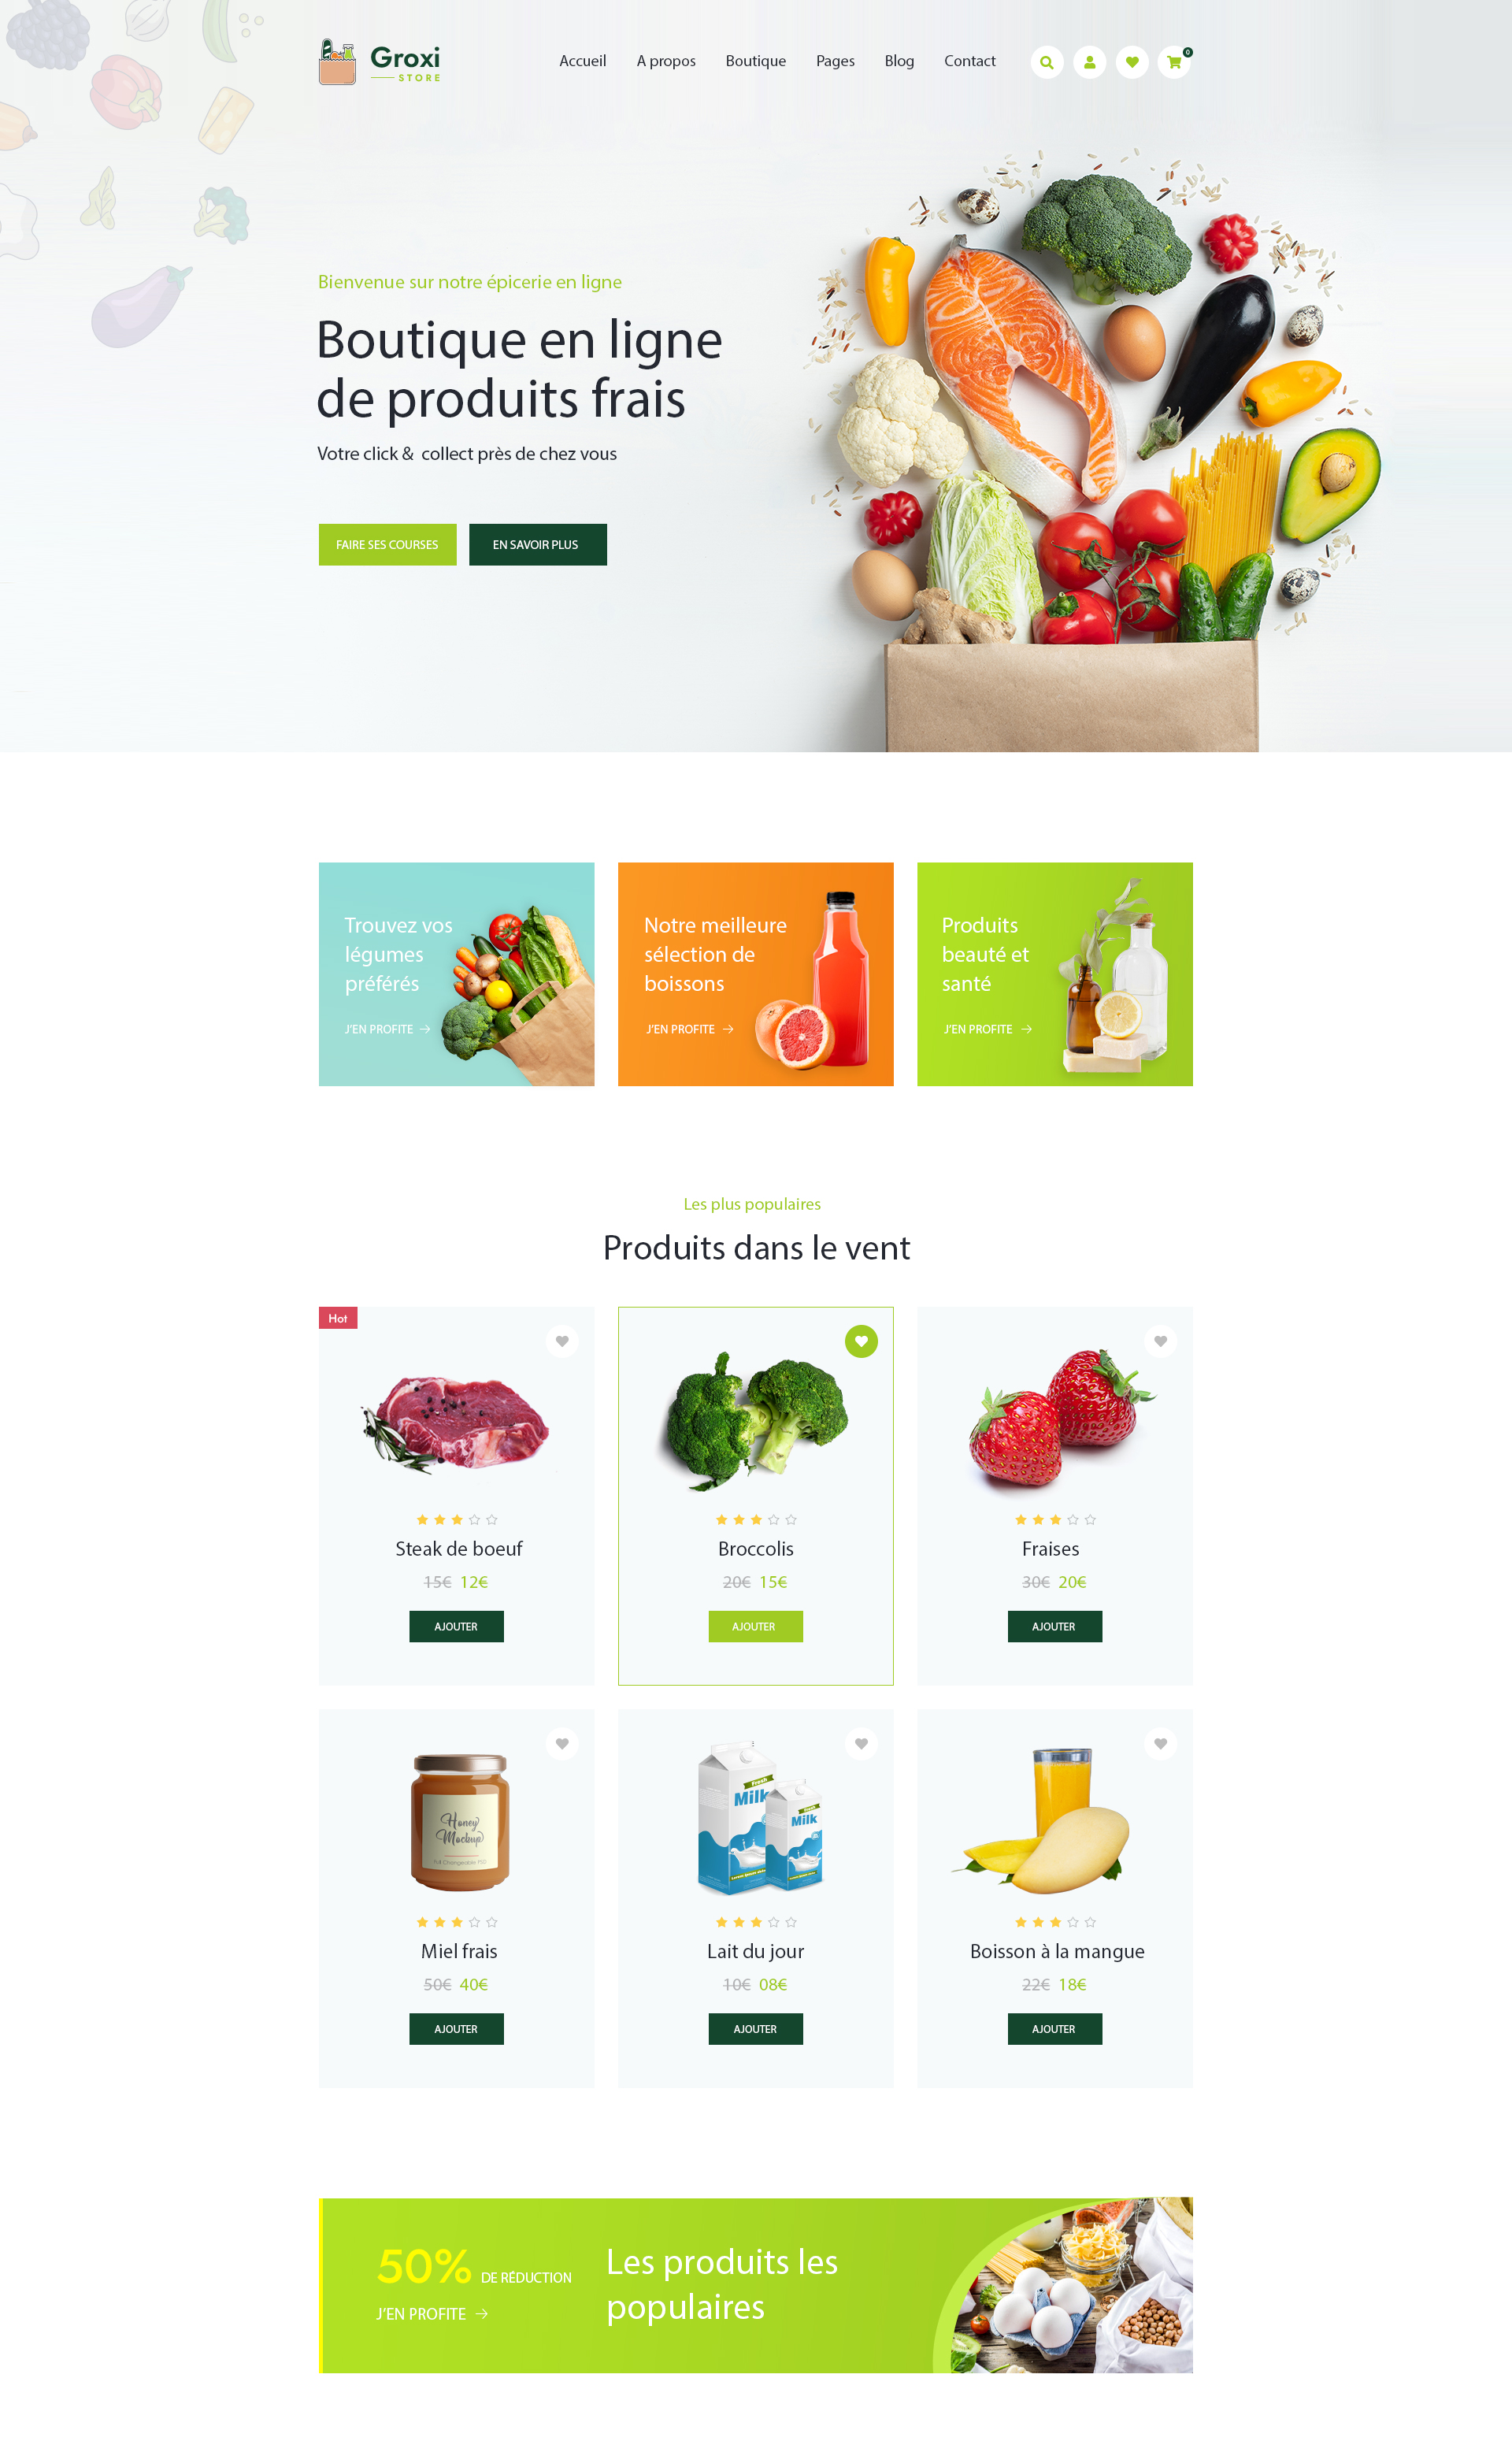 Groxi
STORE
Accueil
A propos
Boutique
Pages
Blog
Contact
0
Bienvenue sur notre épicerie en ligne
Boutique en ligne
de produits frais
Votre click & collect près de chez vous
FAIRE SES COURSES
EN SAVOIR PLUS
Trouvez vos
légumes
préférés
J'EN PROFITE
Notre meilleure
sélection de
boissons
J'EN PROFITE
Produits
beauté et
santé
J'EN PROFITE
Les plus populaires
Produits dans le vent
Hot
Steak de boeuf
15€ 12€
AJOUTER
Broccolis
20€ 15€
AJOUTER
Fraises
30€ 20€
AJOUTER
Honey
Mockup
Full Changeable PSD
Miel frais
50€ 40€
AJOUTER
Fresh
Milk
Milk
Lait du jour
10€ 08€
AJOUTER
Boisson à la mangue
22€ 18€
AJOUTER
50% DE RÉDUCTION
J'EN PROFITE
Les produits les
populaires